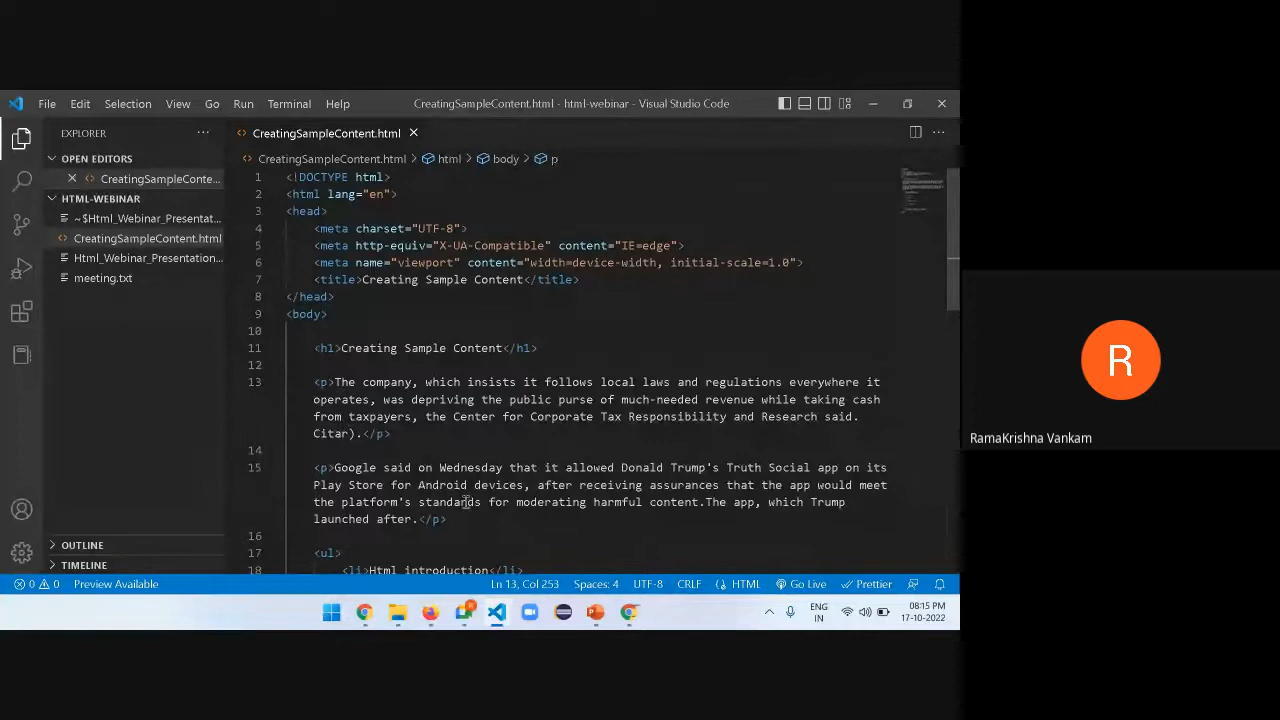 File Edit Selection View Go Run Terminal Help CreatingSampleContent.html - html-webinar - Visual Studio Code
EXPLORER
OPEN EDITORS
CreatingSampleConte...
HTML-WEBINAR
~$Html_Webinar_Presentat...
CreatingSampleContent.html
Html_Webinar_Presentation...
meeting.txt
OUTLINE
TIMELINE
CreatingSampleContent.html
CreatingSampleContent.html > html > body > p
1 <!DOCTYPE html>
2 <html lang="en">
3 <head>
4 <meta charset="UTF-8">
5 <meta http-equiv="X-UA-Compatible" content="IE=edge">
6 <meta name="viewport" content="width=device-width, initial-scale=1.0">
7 <title>Creating Sample Content</title>
8 </head>
9 <body>
10
11 <h1>Creating Sample Content</h1>
12
13 <p>The company, which insists it follows local laws and regulations everywhere it
operates, was depriving the public purse of much-needed revenue while taking cash
from taxpayers, the Center for Corporate Tax Responsibility and Research said.
Citar).</p>
14
15 <p>Google said on Wednesday that it allowed Donald Trump's Truth Social app on its
Play Store for Android devices, after receiving assurances that the app would meet
the platform's standards for moderating harmful content.The app, which Trump
launched after.</p>
16
17 <ul>
18 <li>Html introduction</li>
0 0 Preview Available Ln 13, Col 253 Spaces: 4 UTF-8 CRLF HTML Go Live Prettier
ENG 08:15 PM
IN 17-10-2022
R
RamaKrishna Vankam